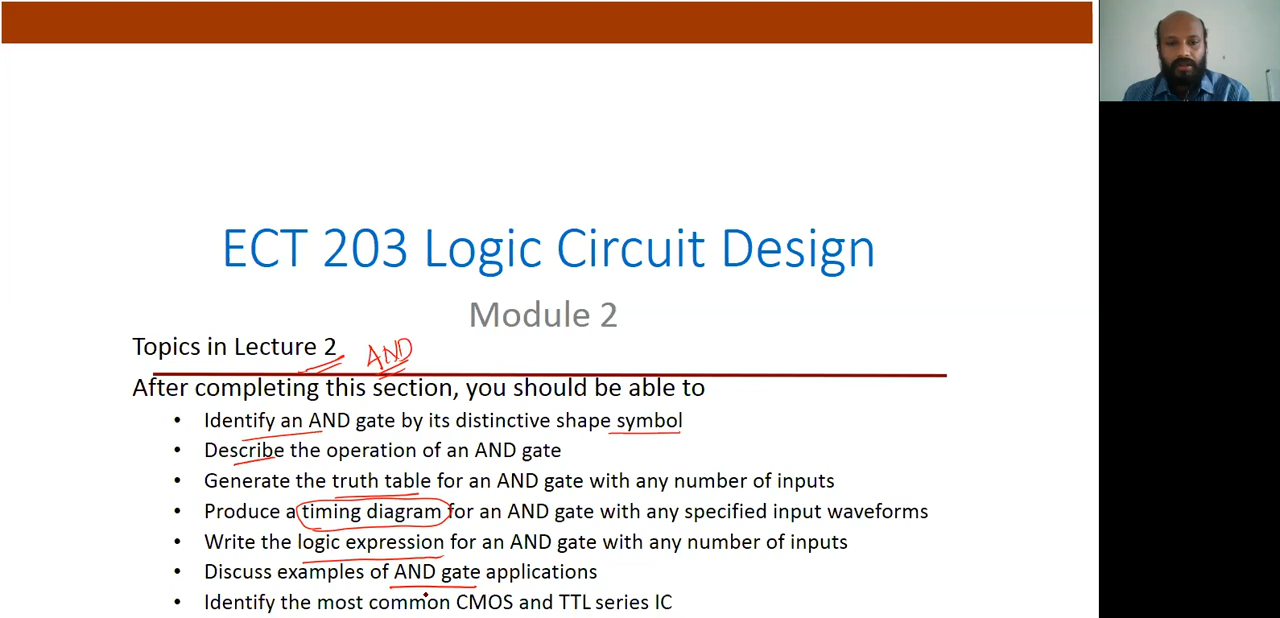 ECT 203 Logic Circuit Design
Module 2
Topics in Lecture 2 AND
After completing this section, you should be able to
• Identify an AND gate by its distinctive shape symbol
• Describe the operation of an AND gate
• Generate the truth table for an AND gate with any number of inputs
• Produce a timing diagram for an AND gate with any specified input waveforms
• Write the logic expression for an AND gate with any number of inputs
• Discuss examples of AND gate applications
• Identify the most common CMOS and TTL series IC